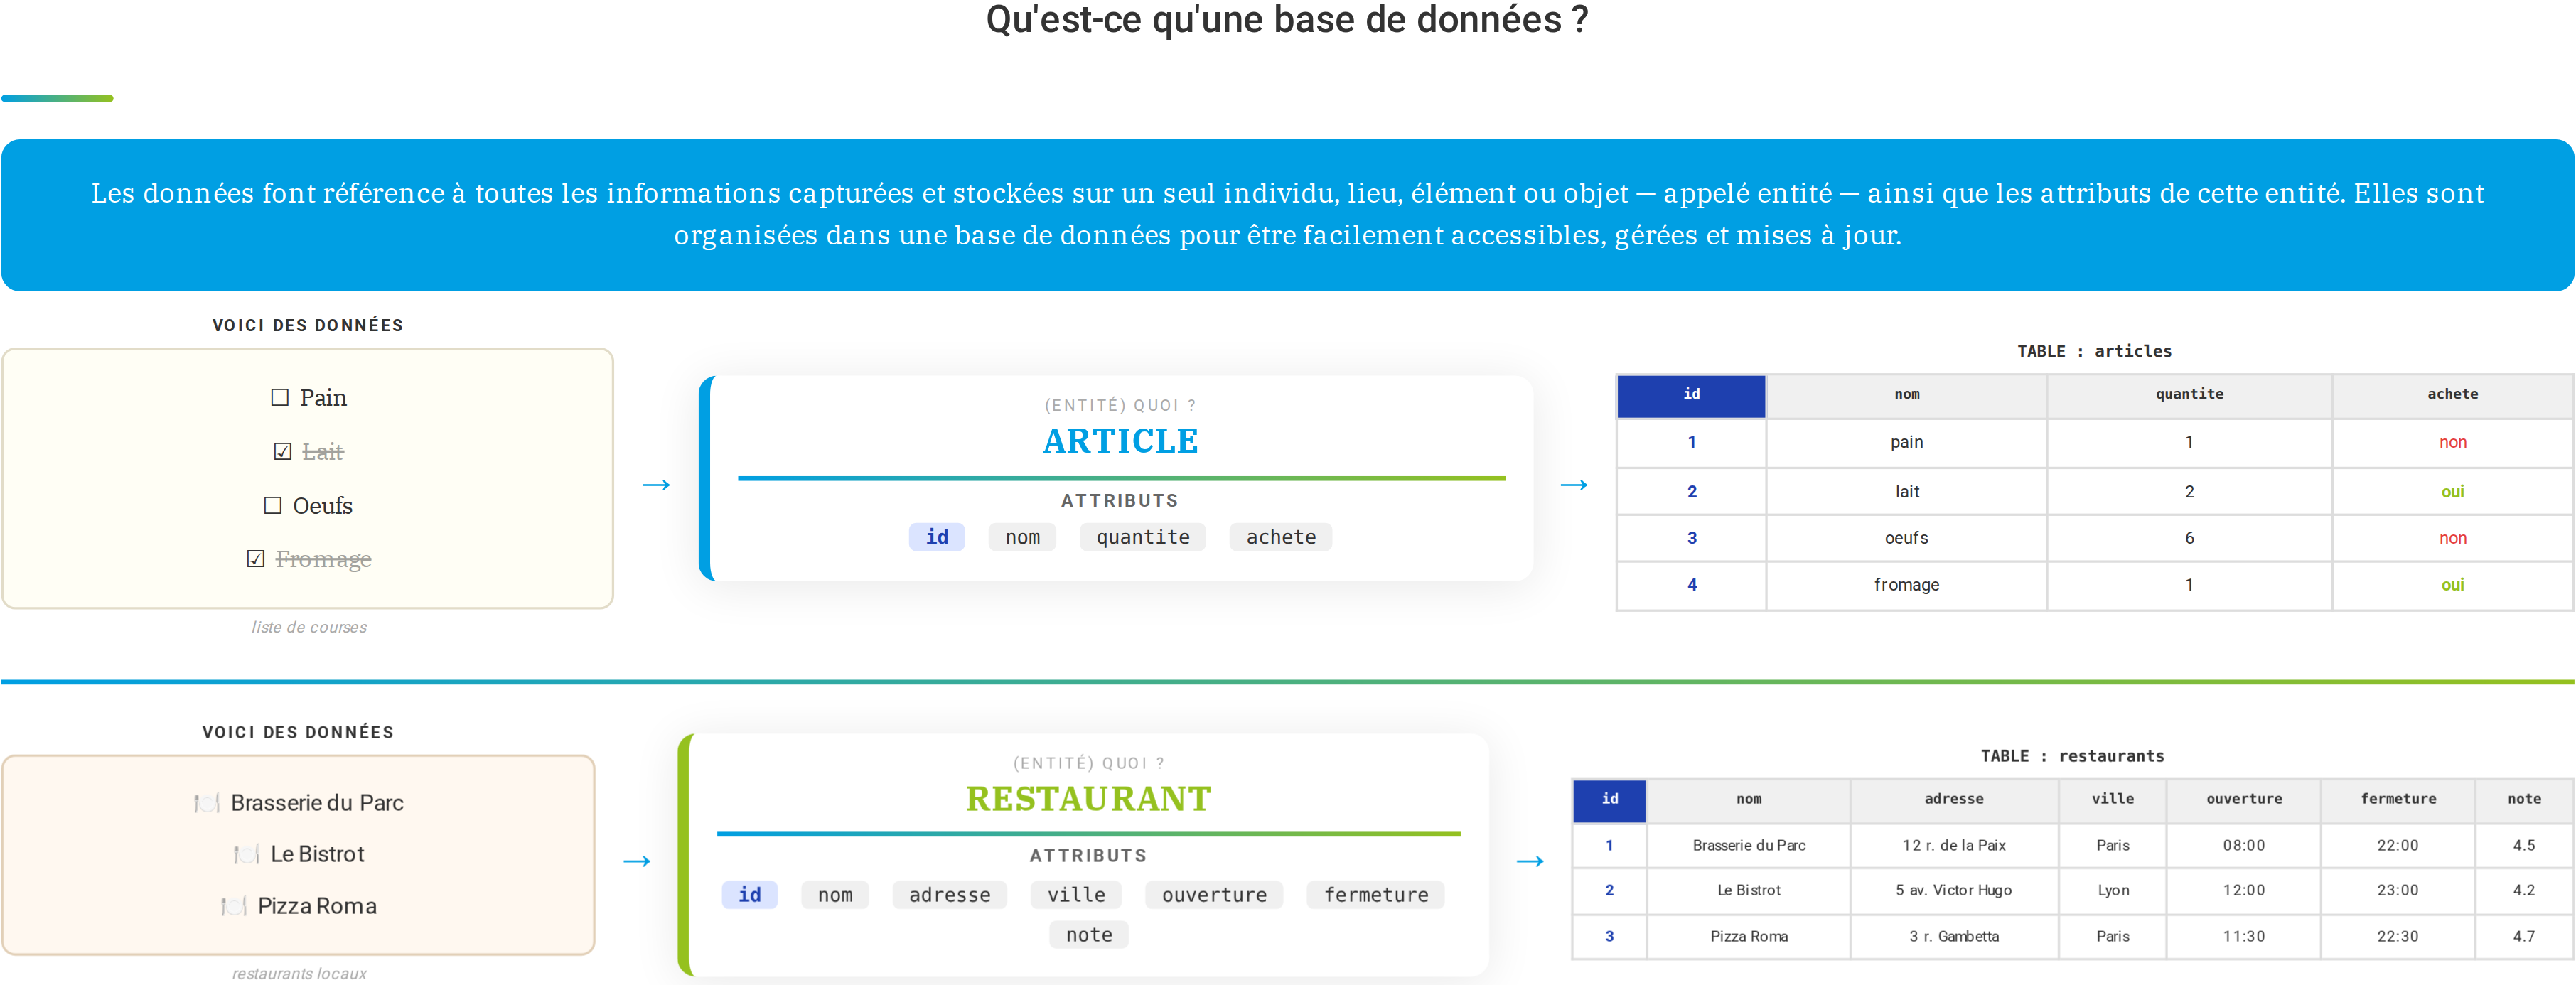 Qu'est-ce qu'une base de données ?
Les données font référence à toutes les informations capturées et stockées sur un seul individu, lieu, élément ou objet — appelé entité — ainsi que les attributs de cette entité. Elles sont
organisées dans une base de données pour être facilement accessibles, gérées et mises à jour.
VOICI DES DONNÉES
☐ Pain
☑ Lait
☐ Oeufs
☑ Fromage
liste de courses
→
(ENTITÉ) QUOI ?
ARTICLE
ATTRIBUTS
id nom quantite achete
→
TABLE : articles
id nom quantite achete
1 pain 1 non
2 lait 2 oui
3 oeufs 6 non
4 fromage 1 oui
VOICI DES DONNÉES
🍽️ Brasserie du Parc
🍽️ Le Bistrot
🍽️ Pizza Roma
restaurants locaux
→
(ENTITÉ) QUOI ?
RESTAURANT
ATTRIBUTS
id nom adresse ville ouverture fermeture
note
→
TABLE : restaurants
id nom adresse ville ouverture fermeture note
1 Brasserie du Parc 12 r. de la Paix Paris 08:00 22:00 4.5
2 Le Bistrot 5 av. Victor Hugo Lyon 12:00 23:00 4.2
3 Pizza Roma 3 r. Gambetta Paris 11:30 22:30 4.7